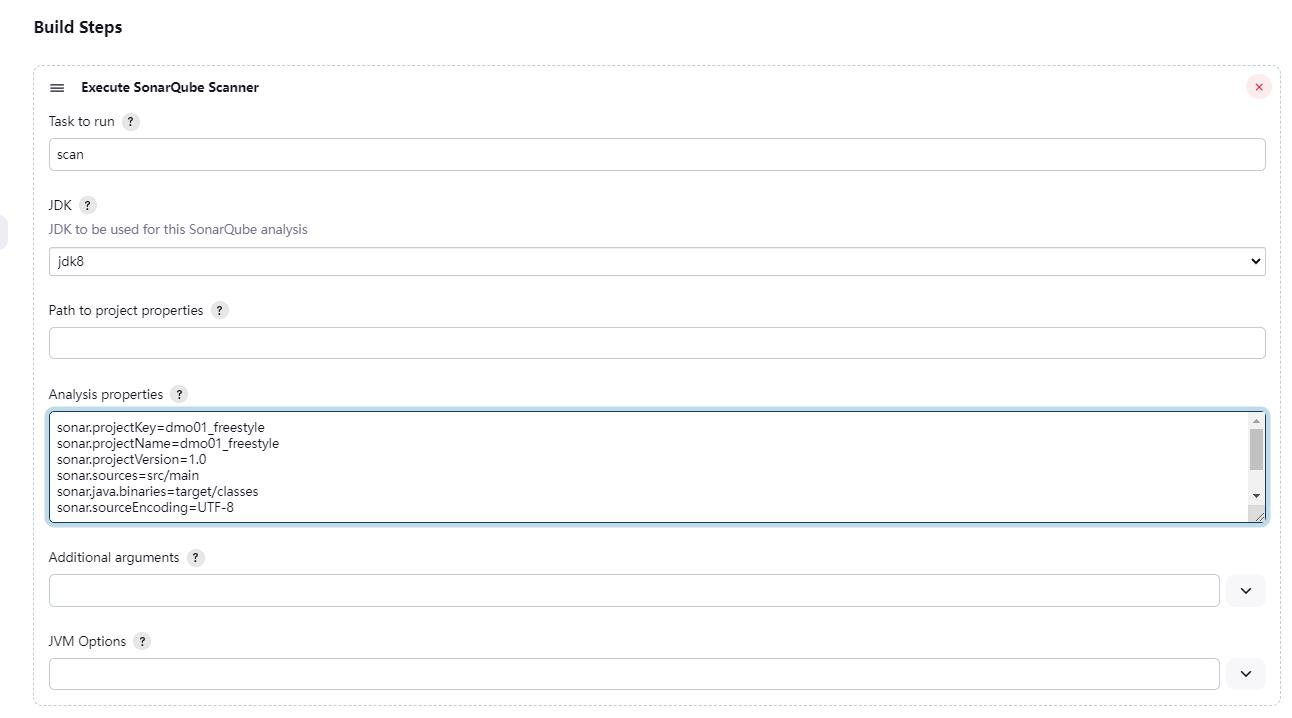 Build Steps
Execute SonarQube Scanner
Task to run ?
scan
JDK ?
JDK to be used for this SonarQube analysis
jdk8
Path to project properties ?
Analysis properties ?
sonar.projectKey=dmo01_freestyle
sonar.projectName=dmo01_freestyle
sonar.projectVersion=1.0
sonar.sources=src/main
sonar.java.binaries=target/classes
sonar.sourceEncoding=UTF-8
Additional arguments ?
JVM Options ?